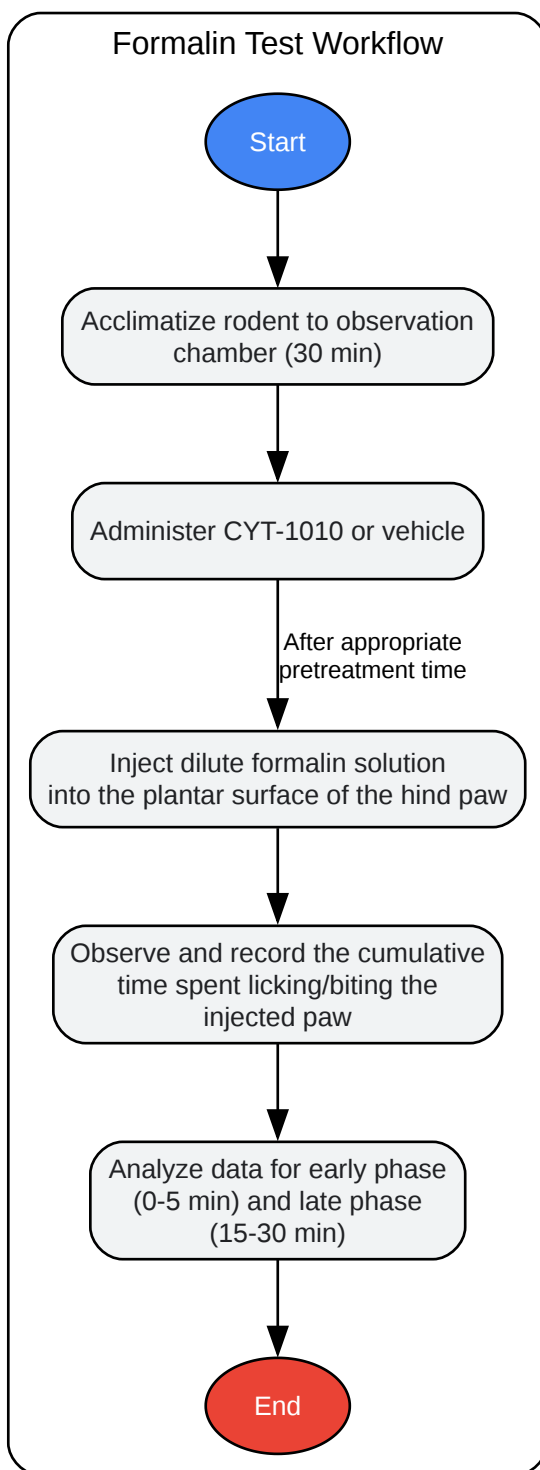 Formalin Test Workflow
Start
Acclimatize rodent to observation
chamber (30 min)
Administer CYT-1010 or vehicle
After appropriate
pretreatment time
Inject dilute formalin solution
into the plantar surface of the hind paw
Observe and record the cumulative
time spent licking/biting the
injected paw
Analyze data for early phase
(0-5 min) and late phase
(15-30 min)
End